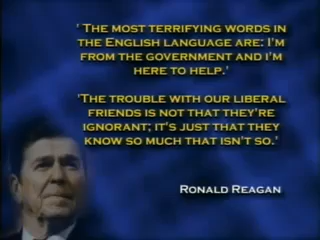 ' The most terrifying words in
the English language are: I'm
from the government and i'm
here to help.'
'The trouble with our liberal
friends is not that they're
ignorant; it's just that they
know so much that isn't so.'
Ronald Reagan